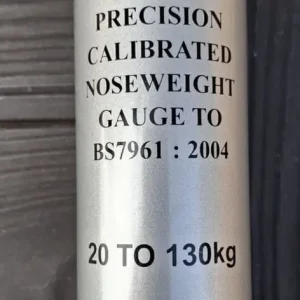 PRECISION
CALIBRATED
NOSEWEIGHT
GAUGE TO
BS7961 : 2004
20 TO 130kg